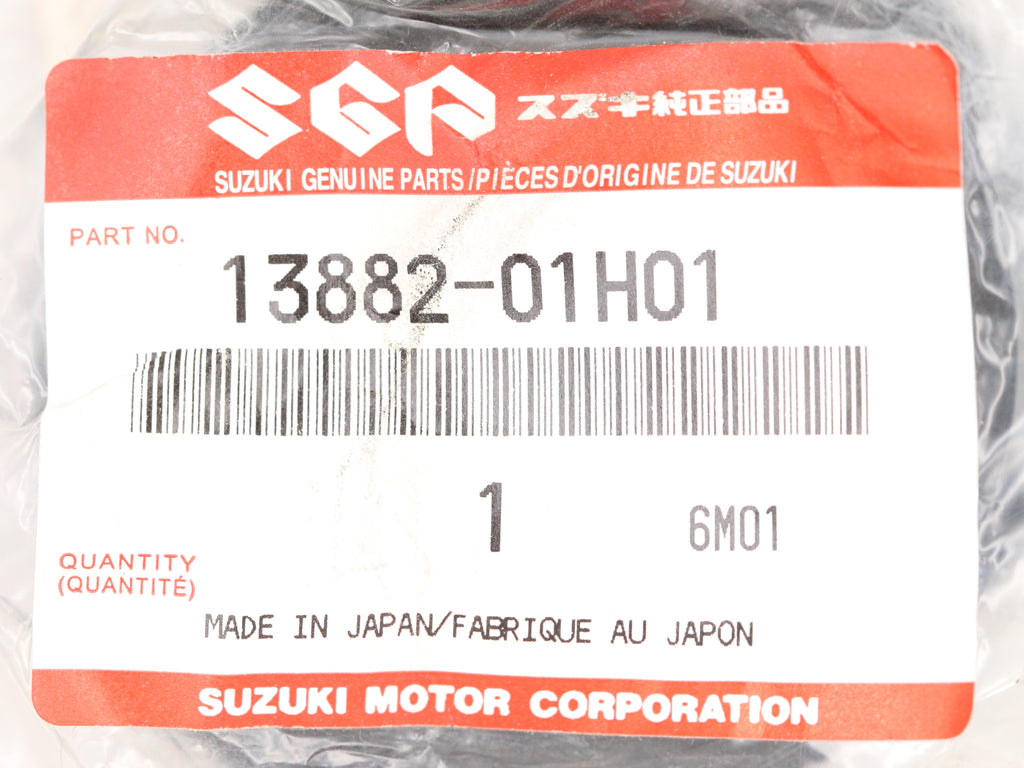 SGP スズキ純正部品
SUZUKI GENUINE PARTS/PIÈCES D'ORIGINE DE SUZUKI
PART NO.
13882-01H01
1 6M01
QUANTITY
(QUANTITÉ)
MADE IN JAPAN/FABRIQUE AU JAPON
SUZUKI MOTOR CORPORATION